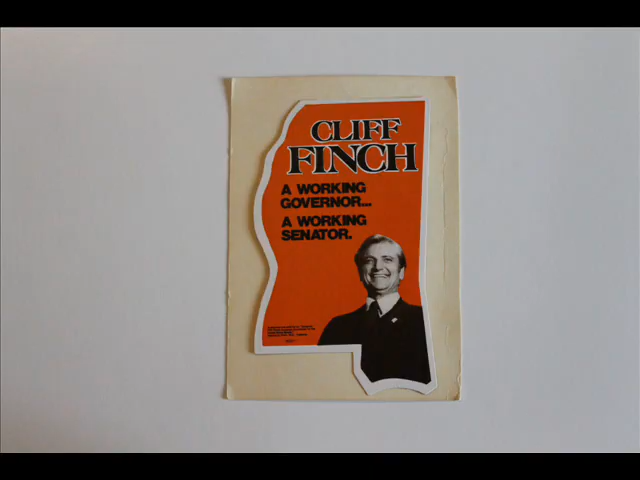 CLIFF
FINCH
A WORKING
GOVERNOR...
A WORKING
SENATOR.